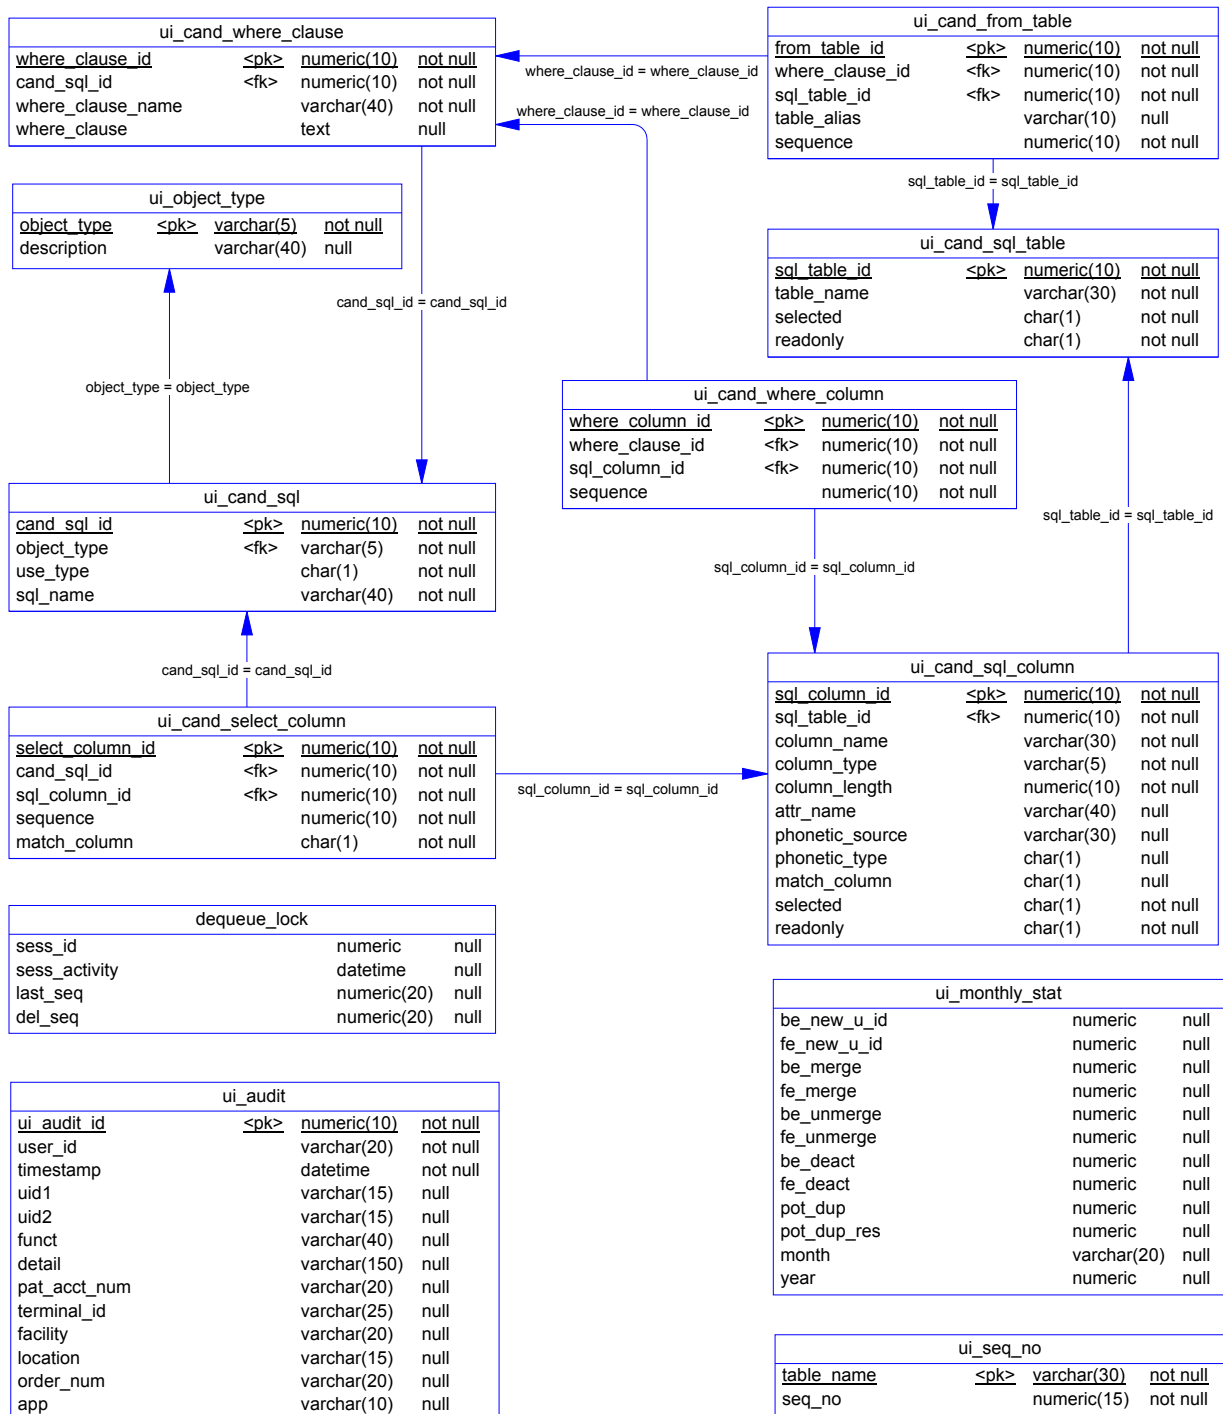 ui_cand_where_clause
where_clause_id <pk> numeric(10) not null
cand_sql_id <fk> numeric(10) not null
where_clause_name varchar(40) not null
where_clause text null
ui_cand_from_table
from_table_id <pk> numeric(10) not null
where_clause_id <fk> numeric(10) not null
sql_table_id <fk> numeric(10) not null
table_alias varchar(10) null
sequence numeric(10) not null
where_clause_id = where_clause_id
where_clause_id = where_clause_id
sql_table_id = sql_table_id
ui_object_type
object_type <pk> varchar(5) not null
description varchar(40) null
ui_cand_sql_table
sql_table_id <pk> numeric(10) not null
table_name varchar(30) not null
selected char(1) not null
readonly char(1) not null
cand_sql_id = cand_sql_id
object_type = object_type
ui_cand_where_column
where_column_id <pk> numeric(10) not null
where_clause_id <fk> numeric(10) not null
sql_column_id <fk> numeric(10) not null
sequence numeric(10) not null
ui_cand_sql
cand_sql_id <pk> numeric(10) not null
object_type <fk> varchar(5) not null
use_type char(1) not null
sql_name varchar(40) not null
sql_table_id = sql_table_id
sql_column_id = sql_column_id
cand_sql_id = cand_sql_id
ui_cand_select_column
select_column_id <pk> numeric(10) not null
cand_sql_id <fk> numeric(10) not null
sql_column_id <fk> numeric(10) not null
sequence numeric(10) not null
match_column char(1) not null
sql_column_id = sql_column_id
ui_cand_sql_column
sql_column_id <pk> numeric(10) not null
sql_table_id <fk> numeric(10) not null
column_name varchar(30) not null
column_type varchar(5) not null
column_length numeric(10) not null
attr_name varchar(40) null
phonetic_source varchar(30) null
phonetic_type char(1) null
match_column char(1) null
selected char(1) not null
readonly char(1) not null
dequeue_lock
sess_id numeric null
sess_activity datetime null
last_seq numeric(20) null
del_seq numeric(20) null
ui_monthly_stat
be_new_u_id numeric null
fe_new_u_id numeric null
be_merge numeric null
fe_merge numeric null
be_unmerge numeric null
fe_unmerge numeric null
be_deact numeric null
fe_deact numeric null
pot_dup numeric null
pot_dup_res numeric null
month varchar(20) null
year numeric null
ui_audit
ui_audit_id <pk> numeric(10) not null
user_id varchar(20) not null
timestamp datetime not null
uid1 varchar(15) null
uid2 varchar(15) null
funct varchar(40) null
detail varchar(150) null
pat_acct_num varchar(20) null
terminal_id varchar(25) null
facility varchar(20) null
location varchar(15) null
order_num varchar(20) null
app varchar(10) null
ui_seq_no
table_name <pk> varchar(30) not null
seq_no numeric(15) not null